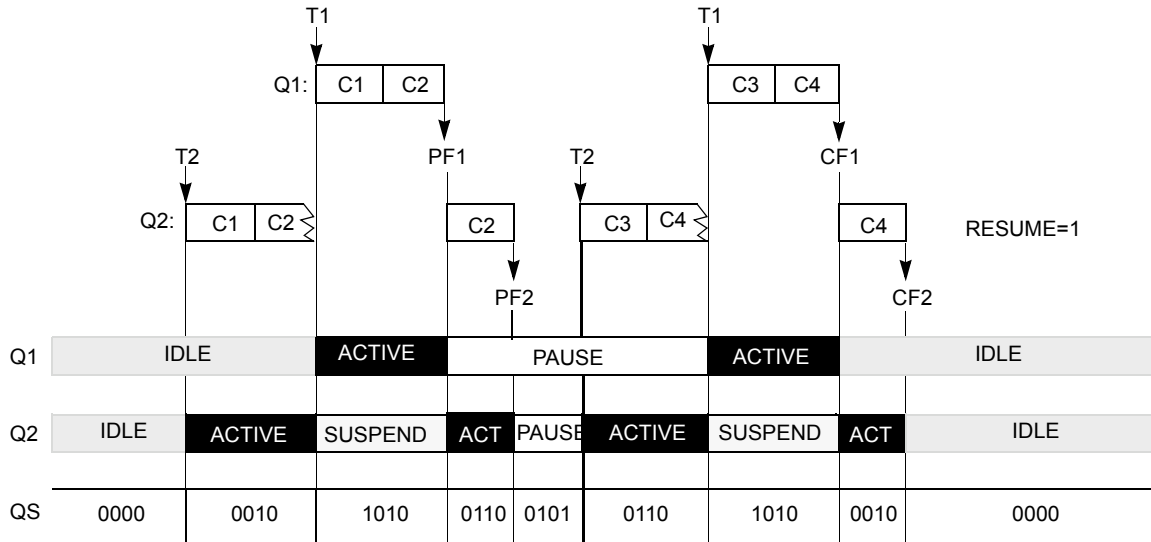 T1 T1
Q1: C1 C2 C3 C4
T2 PF1 T2 CF1
Q2: C1 C2 C2 C3 C4 C4 RESUME=1
PF2 CF2
Q1 IDLE ACTIVE PAUSE ACTIVE IDLE
Q2 IDLE ACTIVE SUSPEND ACT PAUSE ACTIVE SUSPEND ACT IDLE
QS 0000 0010 1010 0110 0101 0110 1010 0010 0000